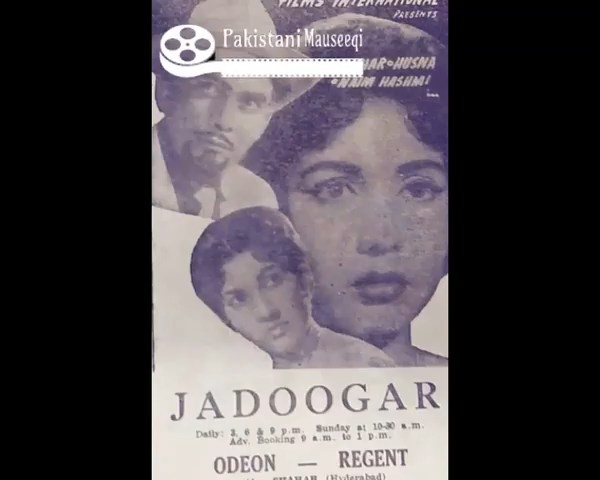 FILMS INTERNATIONAL
PRESENTS
Pakistani Mauseeqi
HUSNA
NAIM HASHMI
JADOOGAR
Daily: 3, 6 & 9 p.m. Sunday at 10-30 a.m.
Adv. Booking 9 a.m. to 1 p.m.
ODEON — REGENT
(Hyderabad)